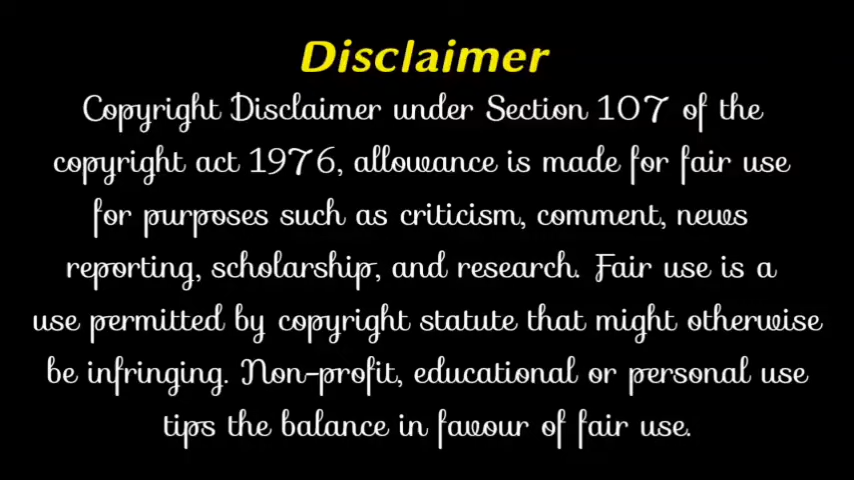 Disclaimer
Copyright Disclaimer under Section 107 of the
copyright act 1976, allowance is made for fair use
for purposes such as criticism, comment, news
reporting, scholarship, and research. Fair use is a
use permitted by copyright statute that might otherwise
be infringing. Non-profit, educational or personal use
tips the balance in favour of fair use.